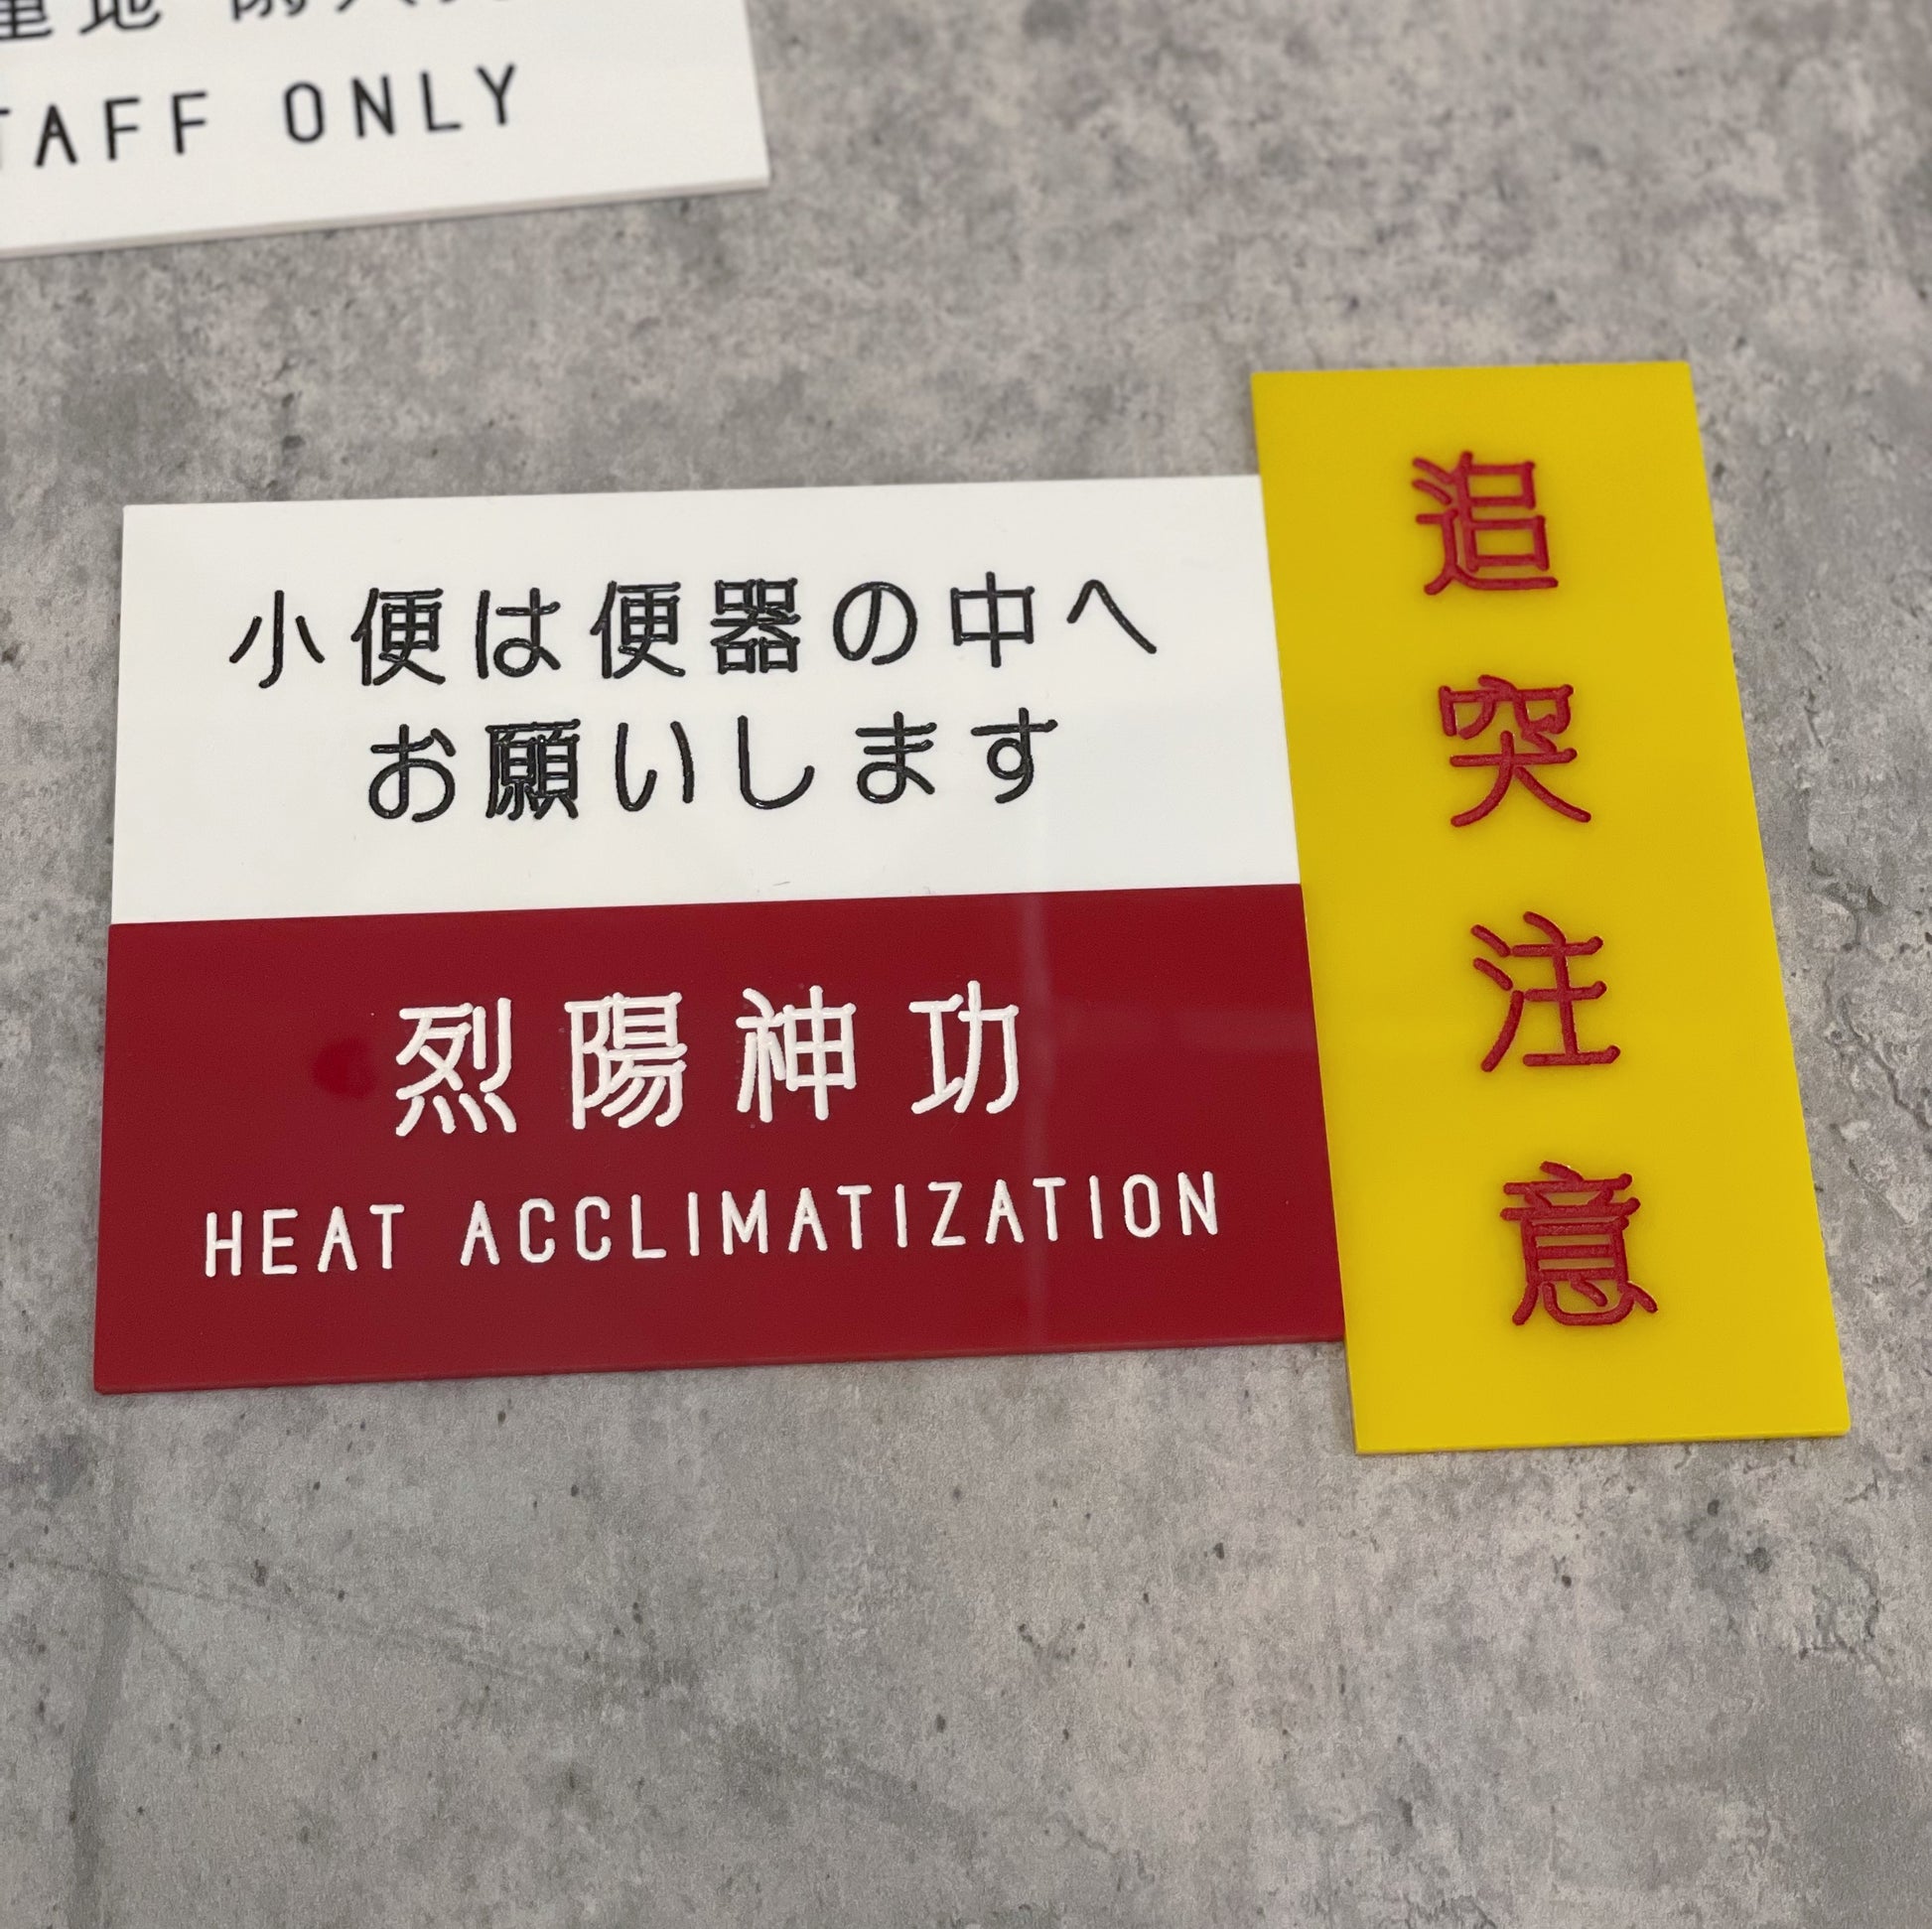 STAFF ONLY
小便は便器の中へ
お願いします
烈陽神功
HEAT ACCLIMATIZATION
追突注意